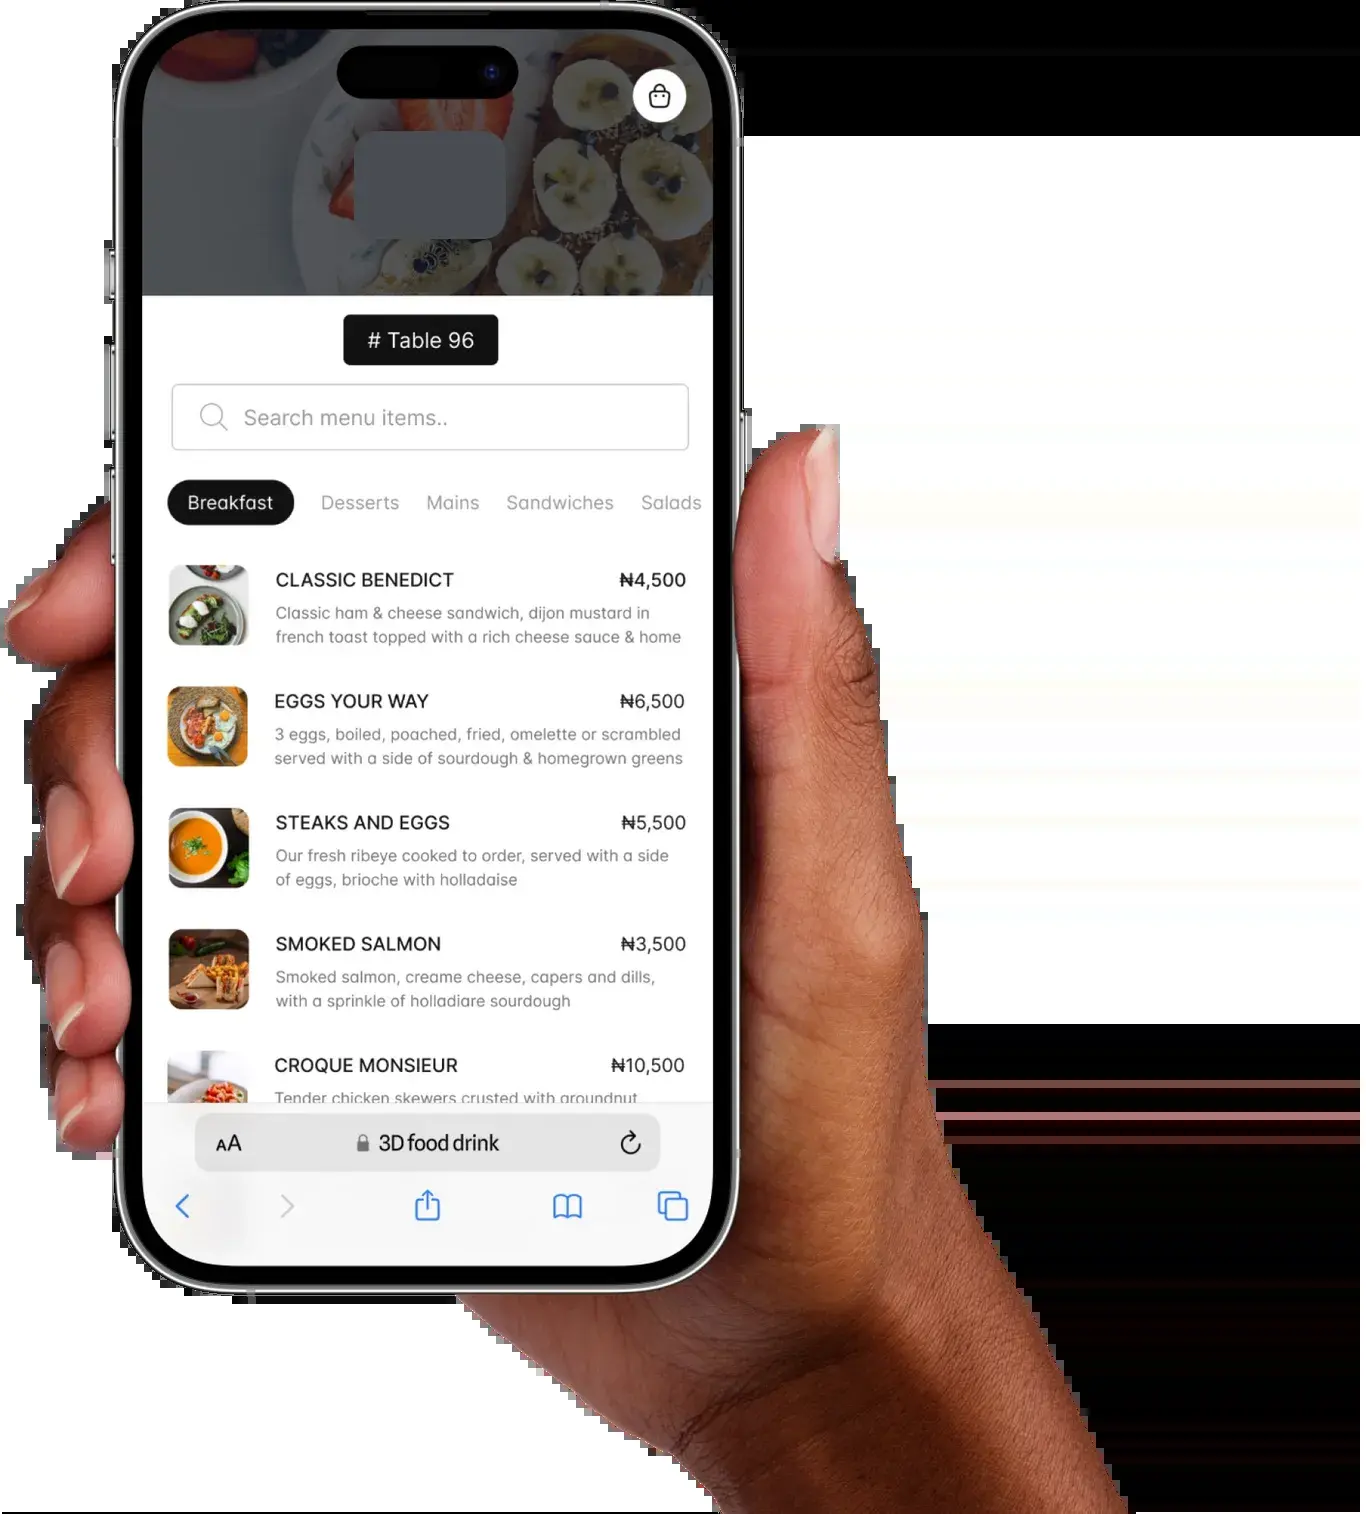 # Table 96
Search menu items..
Breakfast Desserts Mains Sandwiches Salads
CLASSIC BENEDICT ₦4,500
Classic ham & cheese sandwich, dijon mustard in
french toast topped with a rich cheese sauce & home
EGGS YOUR WAY ₦6,500
3 eggs, boiled, poached, fried, omelette or scrambled
served with a side of sourdough & homegrown greens
STEAKS AND EGGS ₦5,500
Our fresh ribeye cooked to order, served with a side
of eggs, brioche with holladaise
SMOKED SALMON ₦3,500
Smoked salmon, creame cheese, capers and dills,
with a sprinkle of holladiare sourdough
CROQUE MONSIEUR ₦10,500
Tender chicken skewers crusted with groundnut
AA 3D food drink